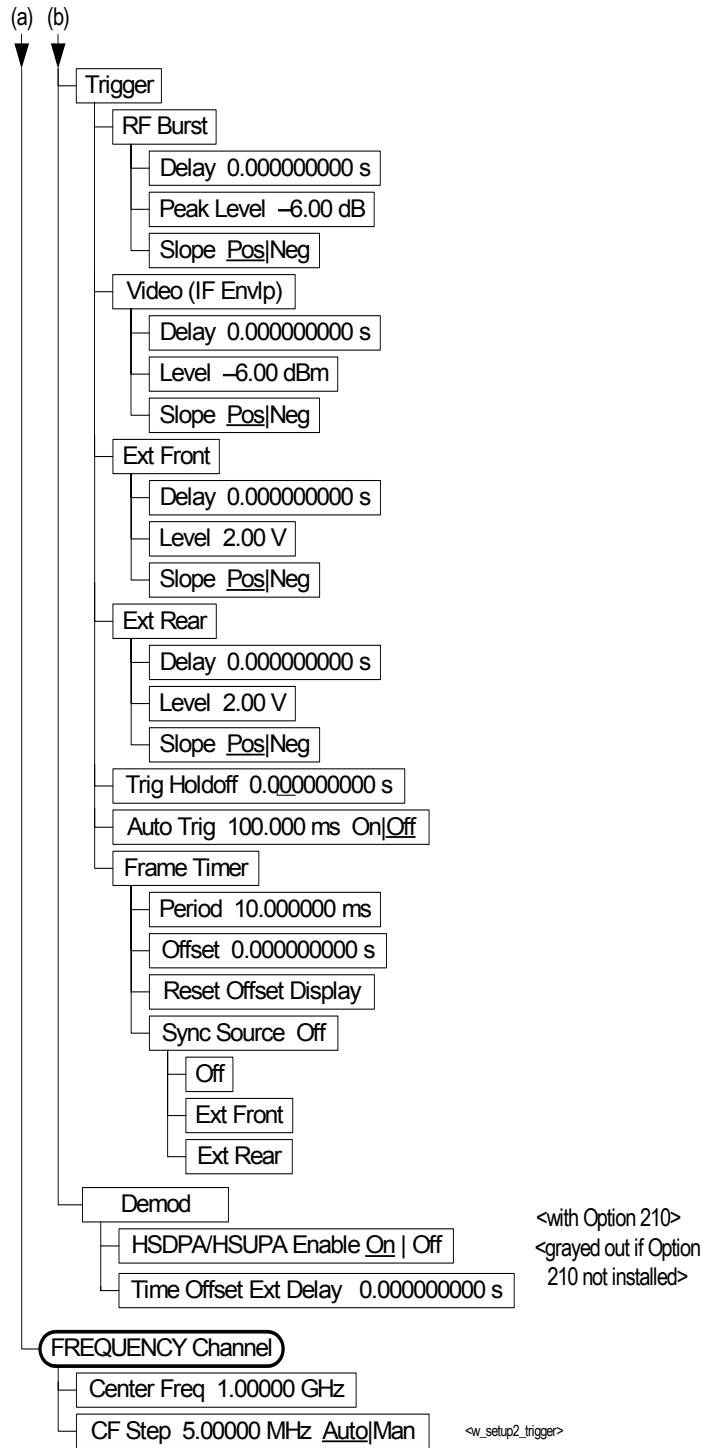 (a) (b)
Trigger
RF Burst
Delay 0.000000000 s
Peak Level –6.00 dB
Slope Pos|Neg
Video (IF Envlp)
Delay 0.000000000 s
Level –6.00 dBm
Slope Pos|Neg
Ext Front
Delay 0.000000000 s
Level 2.00 V
Slope Pos|Neg
Ext Rear
Delay 0.000000000 s
Level 2.00 V
Slope Pos|Neg
Trig Holdoff 0.000000000 s
Auto Trig 100.000 ms On|Off
Frame Timer
Period 10.000000 ms
Offset 0.000000000 s
Reset Offset Display
Sync Source Off
Off
Ext Front
Ext Rear
Demod
HSDPA/HSUPA Enable On | Off
Time Offset Ext Delay 0.000000000 s
<with Option 210>
<grayed out if Option
210 not installed>
FREQUENCY Channel
Center Freq 1.00000 GHz
CF Step 5.00000 MHz Auto|Man
<w_setup2_trigger>